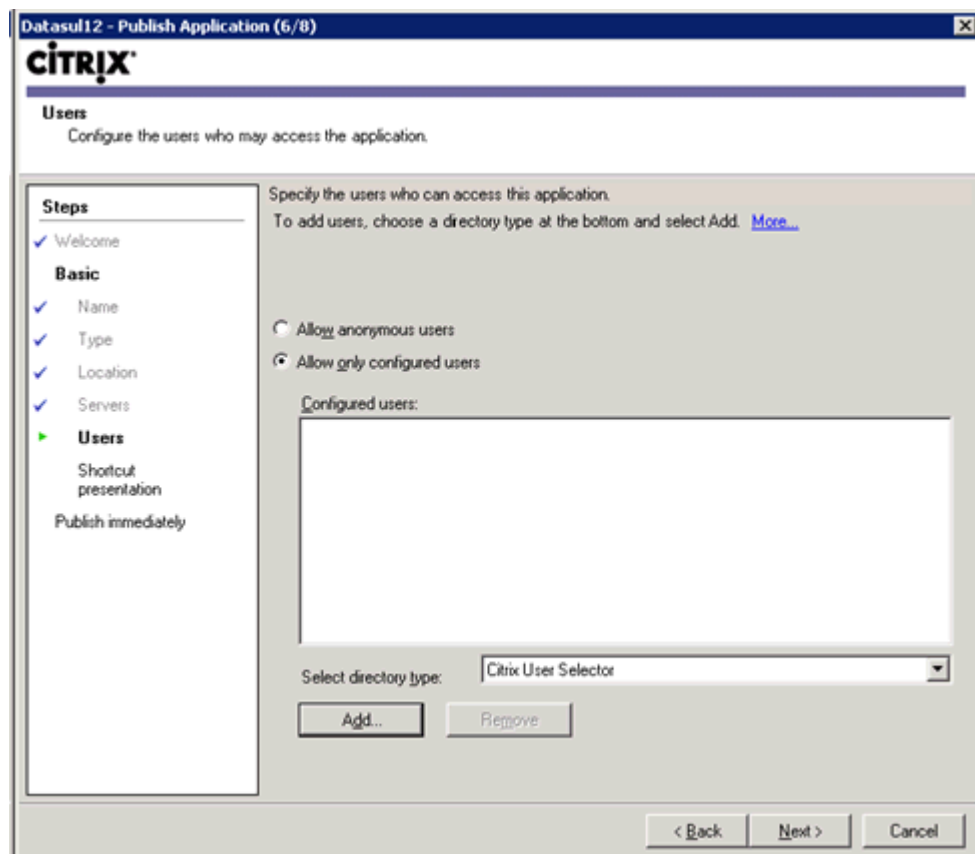 Datasul12 - Publish Application (6/8)
CİTRIX
Users
Configure the users who may access the application.
Steps
Welcome
Basic
Name
Type
Location
Servers
Users
Shortcut
presentation
Publish immediately
Specify the users who can access this application.
To add users, choose a directory type at the bottom and select Add. More...
Allow anonymous users
Allow only configured users
Configured users:
Select directory type:
Citrix User Selector
Add...
Remove
< Back
Next >
Cancel